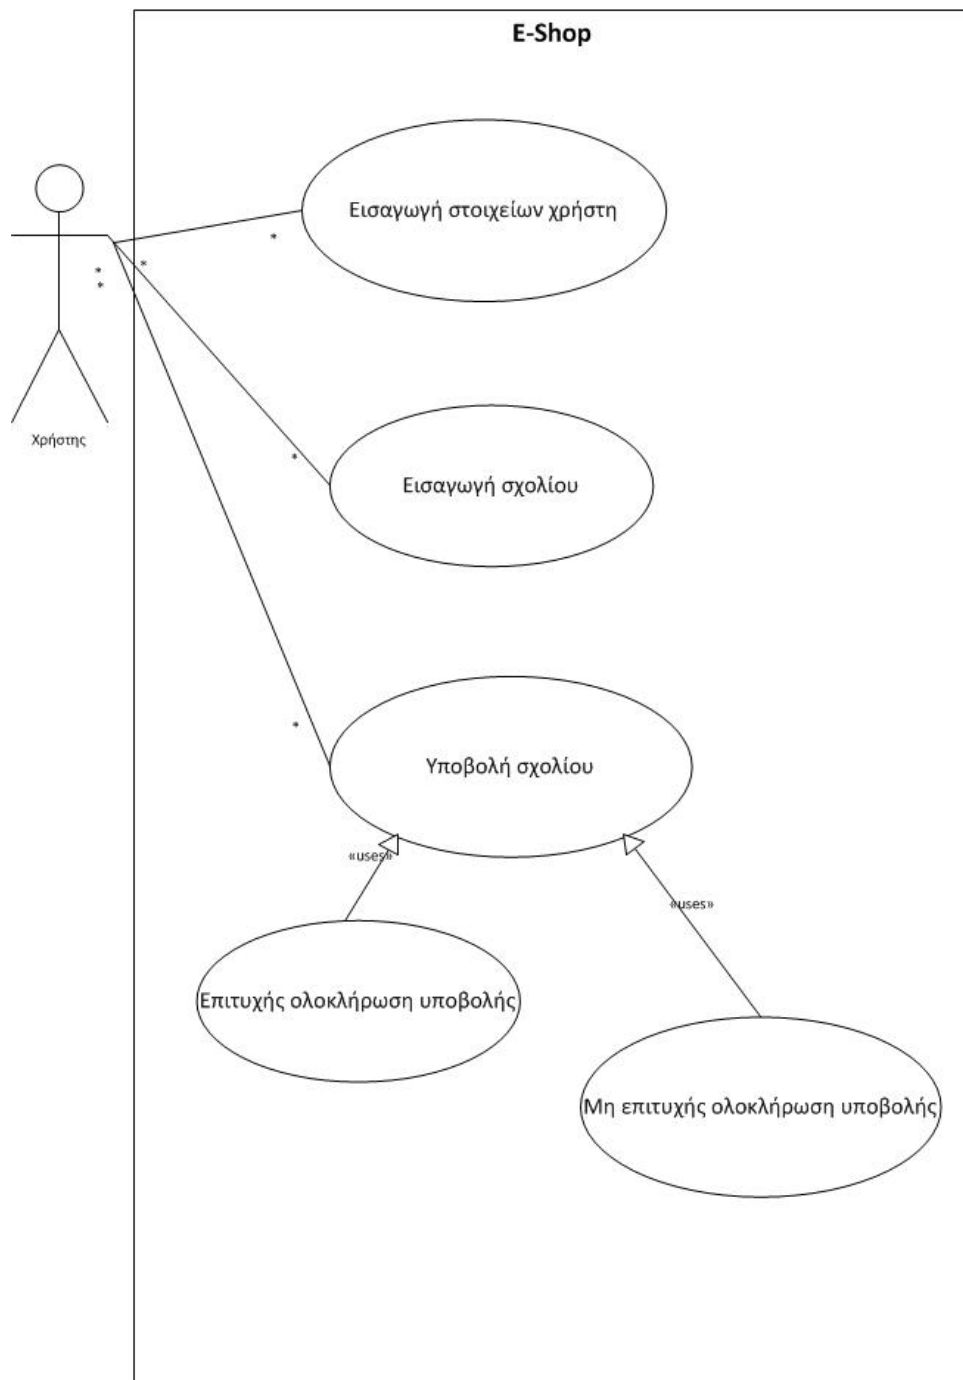 E-Shop
Εισαγωγή στοιχείων χρήστη
*
*
*
*
Χρήστης
*
Εισαγωγή σχολίου
*
Υποβολή σχολίου
«uses»
«uses»
Επιτυχής ολοκλήρωση υποβολής
Μη επιτυχής ολοκλήρωση υποβολής